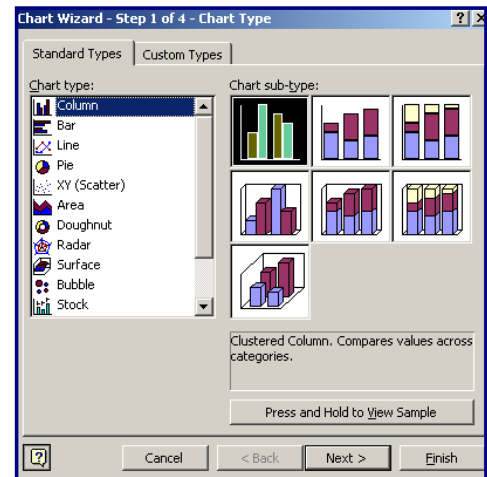 Chart Wizard - Step 1 of 4 - Chart Type
Standard Types
Custom Types
Chart type:
Column
Bar
Line
Pie
XY (Scatter)
Area
Doughnut
Radar
Surface
Bubble
Stock
Chart sub-type:
Clustered Column. Compares values across
categories.
Press and Hold to View Sample
Cancel
< Back
Next >
Finish